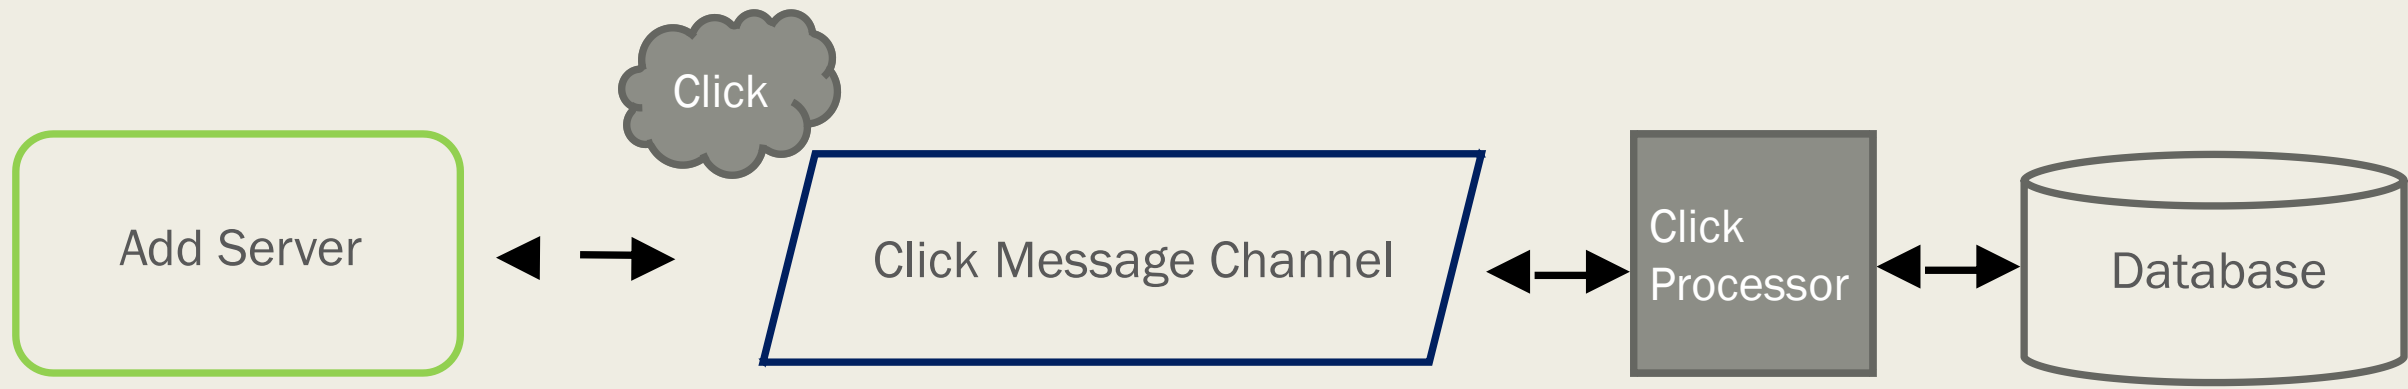 Click
Add Server
Click Message Channel
Click
Processor
Database